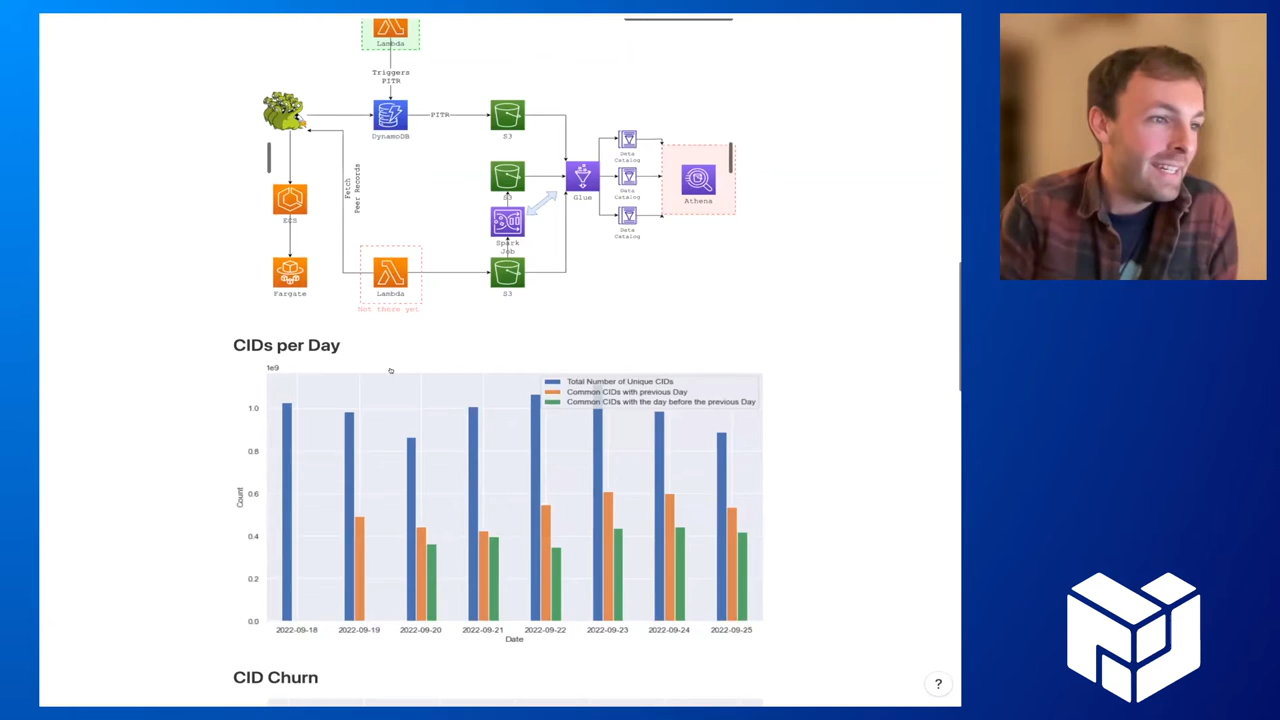 Lambda
Triggers
PITR
DynamoDB
PITR
S3
S3
Spark
Job
Glue
Data
Catalog
Data
Catalog
Data
Catalog
Athena
ECS
Fetch
Peer Records
Fargate
Lambda
S3
Not there yet
CIDs per Day
1e9
Total Number of Unique CIDs
Common CIDs with previous Day
Common CIDs with the day before the previous Day
1.0
0.8
0.6
0.4
0.2
0.0
Count
2022-09-18 2022-09-19 2022-09-20 2022-09-21 2022-09-22 2022-09-23 2022-09-24 2022-09-25
Date
CID Churn
?